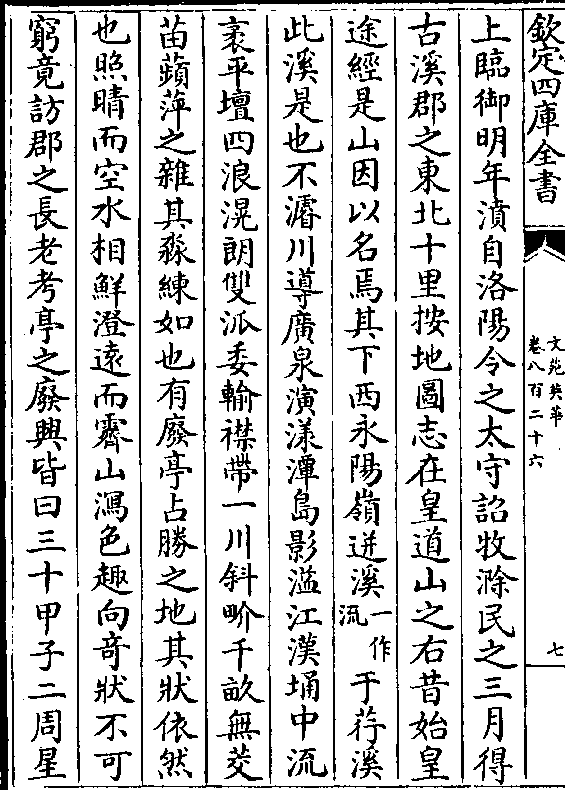 欽定四庫全書
文苑英華
卷八百二十六
七
上臨御明年濆自洛陽令之太守詔牧滁民之三月得
古溪郡之東北十里按地圖志在皇道山之右昔始皇
途經是山因以名焉其下西永陽嶺迸溪一作流于荇溪
此溪是也不濬川導廣泉演漾潭島影溢江漢埇中流
袤平壇四浪滉朗雙派委輸襟帶一川斜畍千畝無茭
苗蘋萍之雜其淼練如也有廢亭占勝之地其狀依然
也照晴而空水相鮮澄遠而霽山濕色趣向奇狀不可
窮竟訪郡之長老考亭之廢興皆曰三十甲子二周星